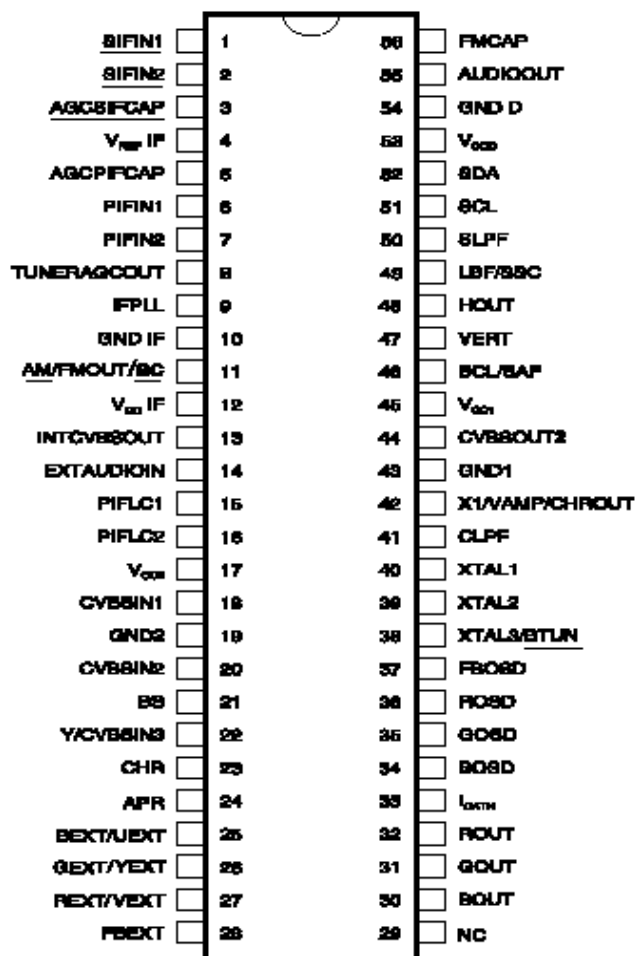 SIFIN1 1 56 FMCAP
SIFIN2 2 55 AUDIOOUT
AGCSIFCAP 3 54 GND D
VREF IF 4 53 VCCD
AGCPIFCAP 5 52 SDA
PIFIN1 6 51 SCL
PIFIN2 7 50 SLPF
TUNERAGCOUT 8 49 LBF/SSC
IFPLL 9 48 HOUT
GND IF 10 47 VERT
AM/FMOUT/SC 11 46 BCL/SAF
VCC IF 12 45 VCC1
INTCVBSOUT 13 44 CVBSOUT2
EXTAUDIOIN 14 43 GND1
PIFLC1 15 42 X1/VAMP/CHROUT
PIFLC2 16 41 CLPF
VCC2 17 40 XTAL1
CVBSIN1 18 39 XTAL2
GND2 19 38 XTAL3/BTUN
CVBSIN2 20 37 FBOSD
BS 21 36 ROSD
Y/CVBSIN3 22 35 GOSD
CHR 23 34 BOSD
APR 24 33 ICATH
BEXT/UEXT 25 32 ROUT
GEXT/YEXT 26 31 GOUT
REXT/VEXT 27 30 BOUT
FBEXT 28 29 NC